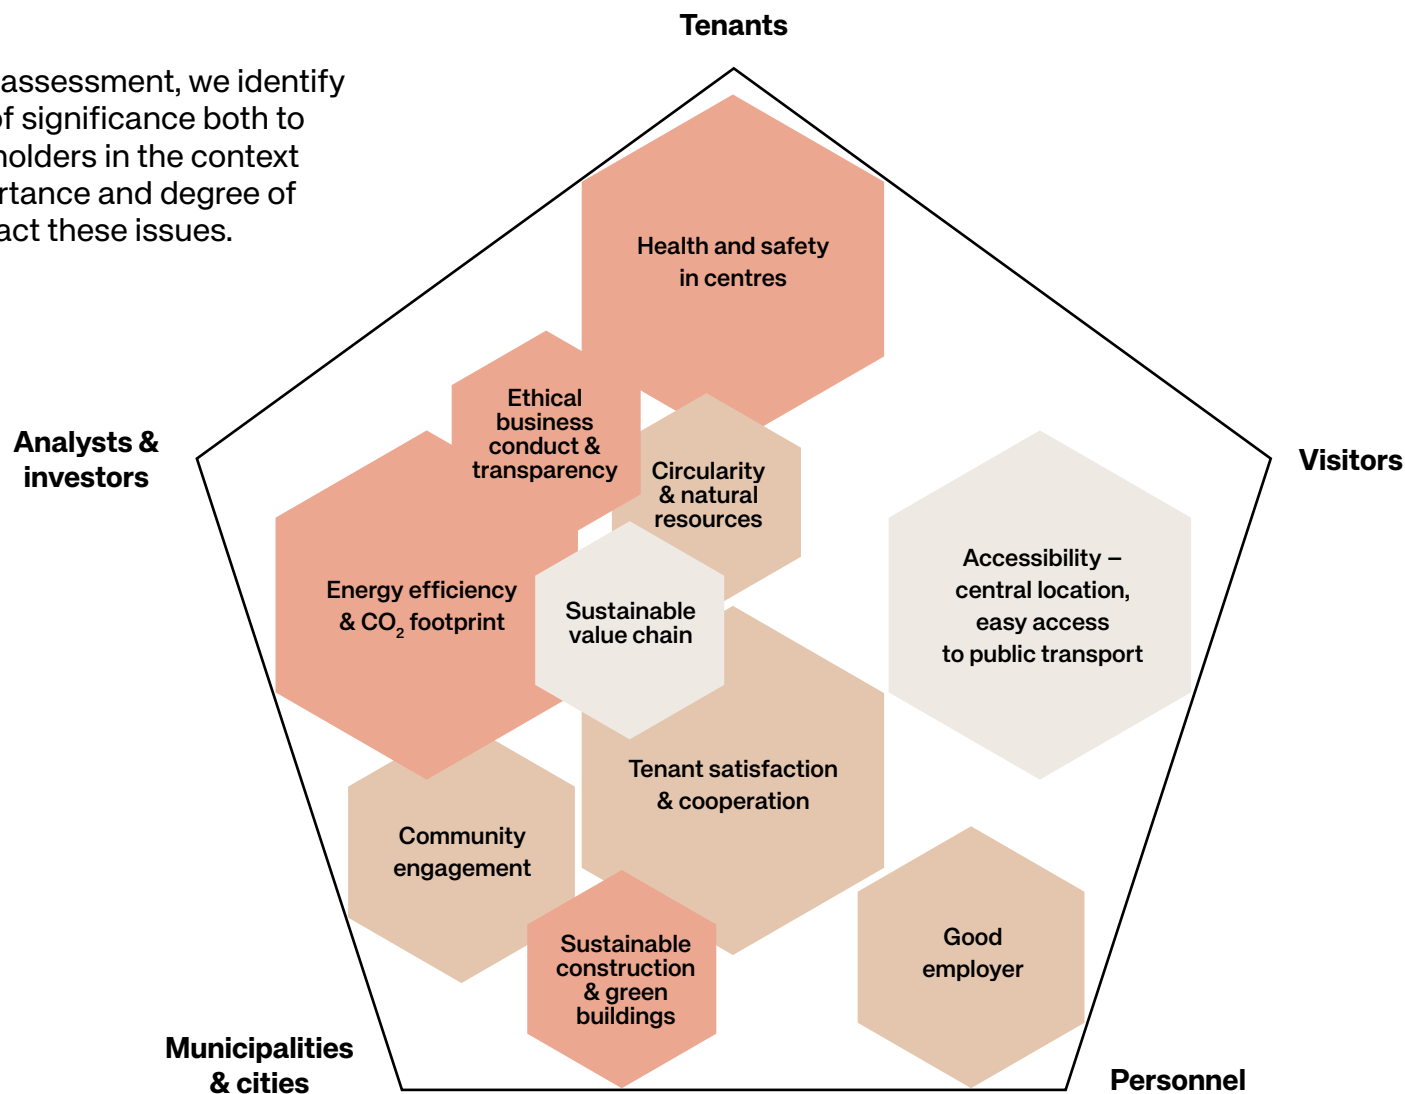 Tenants
assessment, we identify
of significance both to
holders in the context
rtance and degree of
act these issues.
Health and safety
in centres
Ethical
business
conduct &
transparency
Analysts &
investors
Circularity
& natural
resources
Visitors
Accessibility –
central location,
easy access
to public transport
Energy efficiency
& CO2 footprint
Sustainable
value chain
Tenant satisfaction
& cooperation
Community
engagement
Good
employer
Sustainable
construction
& green
buildings
Municipalities
& cities
Personnel